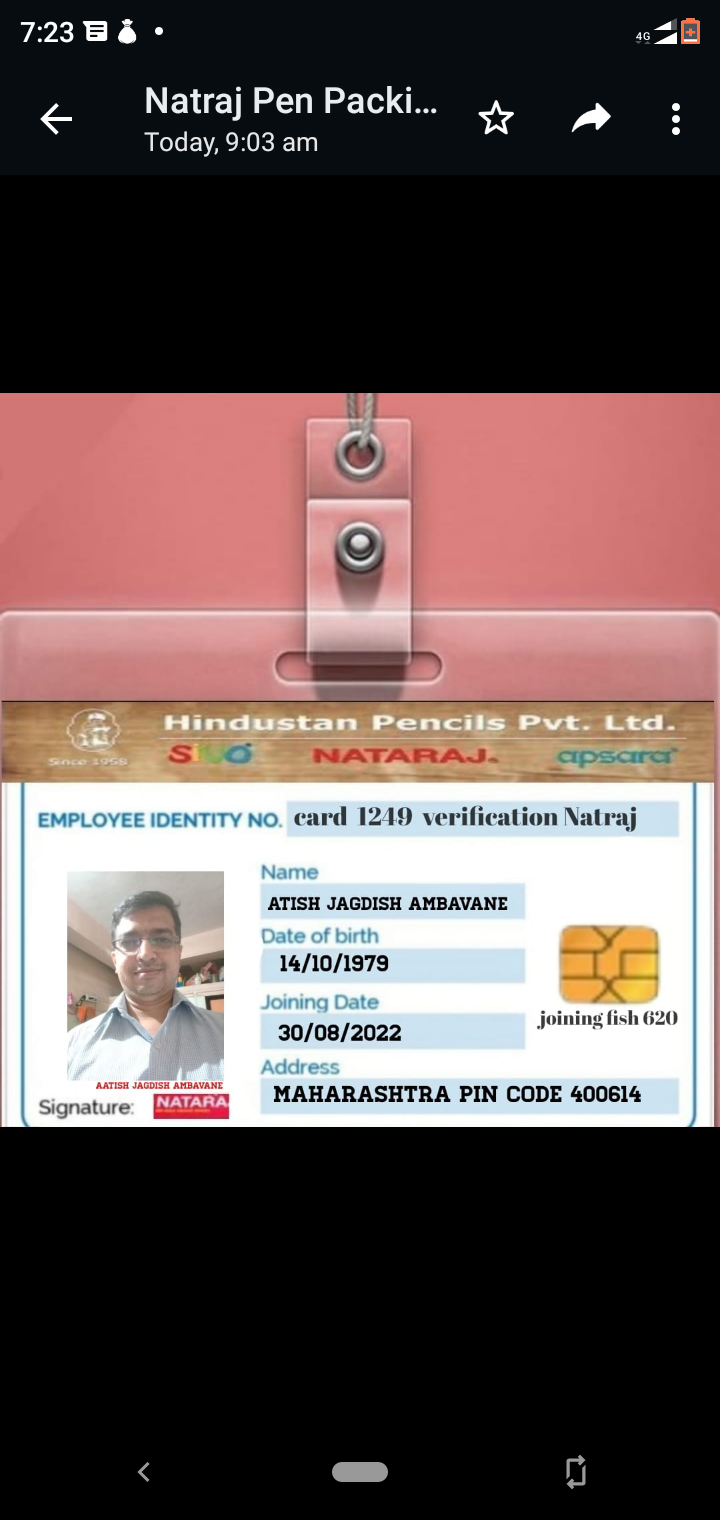 7:23
4G
Natraj Pen Packi...
Today, 9:03 am
Hindustan Pencils Pvt. Ltd.
Since 1958
NATARAJ.
apsara
EMPLOYEE IDENTITY NO. card 1249 verification Natraj
Name
ATISH JAGDISH AMBAVANE
Date of birth
14/10/1979
Joining Date
30/08/2022
joining fish 620
Address
MAHARASHTRA PIN CODE 400614
AATISH JAGDISH AMBAVANE
Signature: NATARA